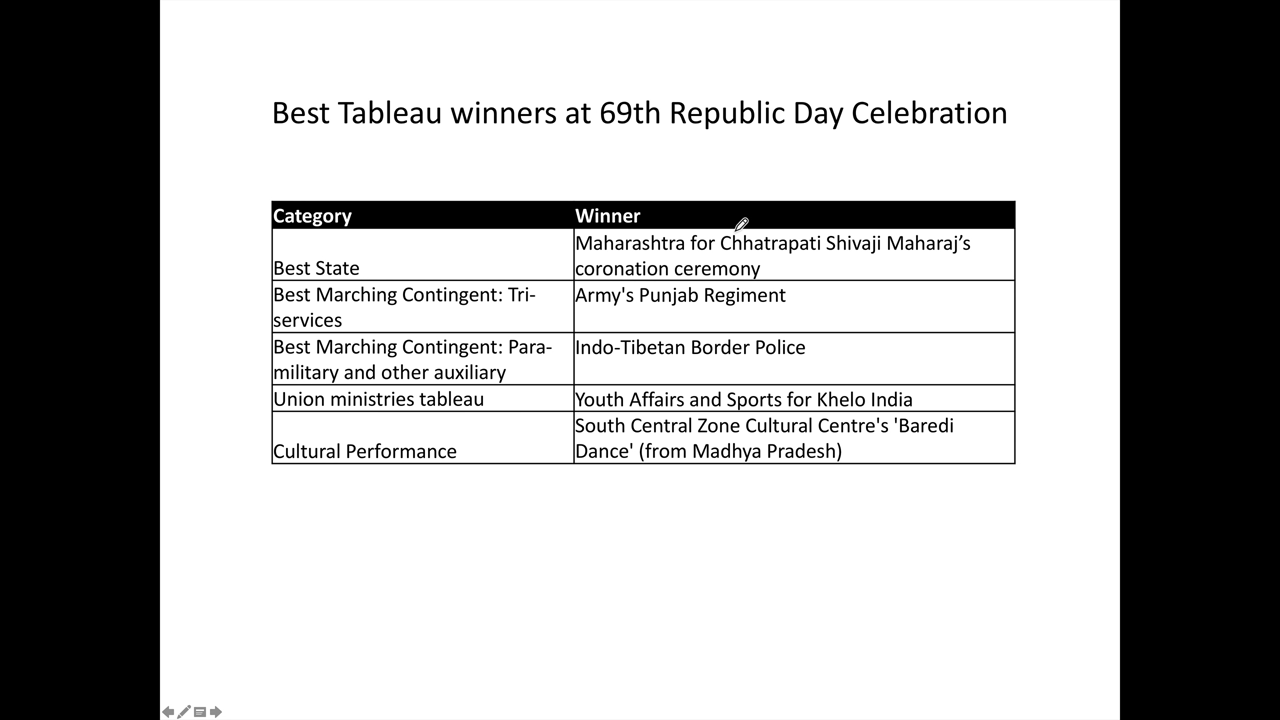 Best Tableau winners at 69th Republic Day Celebration
Category Winner
Best State
Maharashtra for Chhatrapati Shivaji Maharaj’s
coronation ceremony
Best Marching Contingent: Tri-
services
Army's Punjab Regiment
Best Marching Contingent: Para-
military and other auxiliary
Indo-Tibetan Border Police
Union ministries tableau
Youth Affairs and Sports for Khelo India
Cultural Performance
South Central Zone Cultural Centre's 'Baredi
Dance' (from Madhya Pradesh)